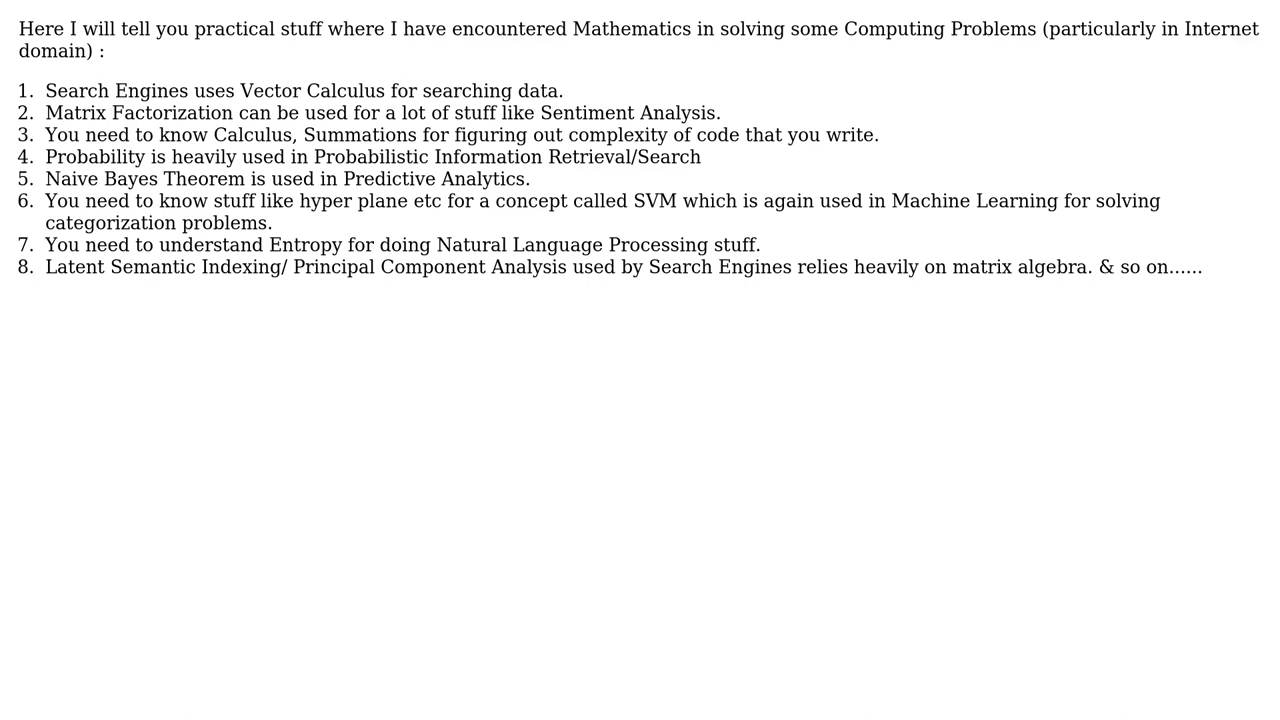 Here I will tell you practical stuff where I have encountered Mathematics in solving some Computing Problems (particularly in Internet
domain) :
1. Search Engines uses Vector Calculus for searching data.
2. Matrix Factorization can be used for a lot of stuff like Sentiment Analysis.
3. You need to know Calculus, Summations for figuring out complexity of code that you write.
4. Probability is heavily used in Probabilistic Information Retrieval/Search
5. Naive Bayes Theorem is used in Predictive Analytics.
6. You need to know stuff like hyper plane etc for a concept called SVM which is again used in Machine Learning for solving
categorization problems.
7. You need to understand Entropy for doing Natural Language Processing stuff.
8. Latent Semantic Indexing/ Principal Component Analysis used by Search Engines relies heavily on matrix algebra. & so on......